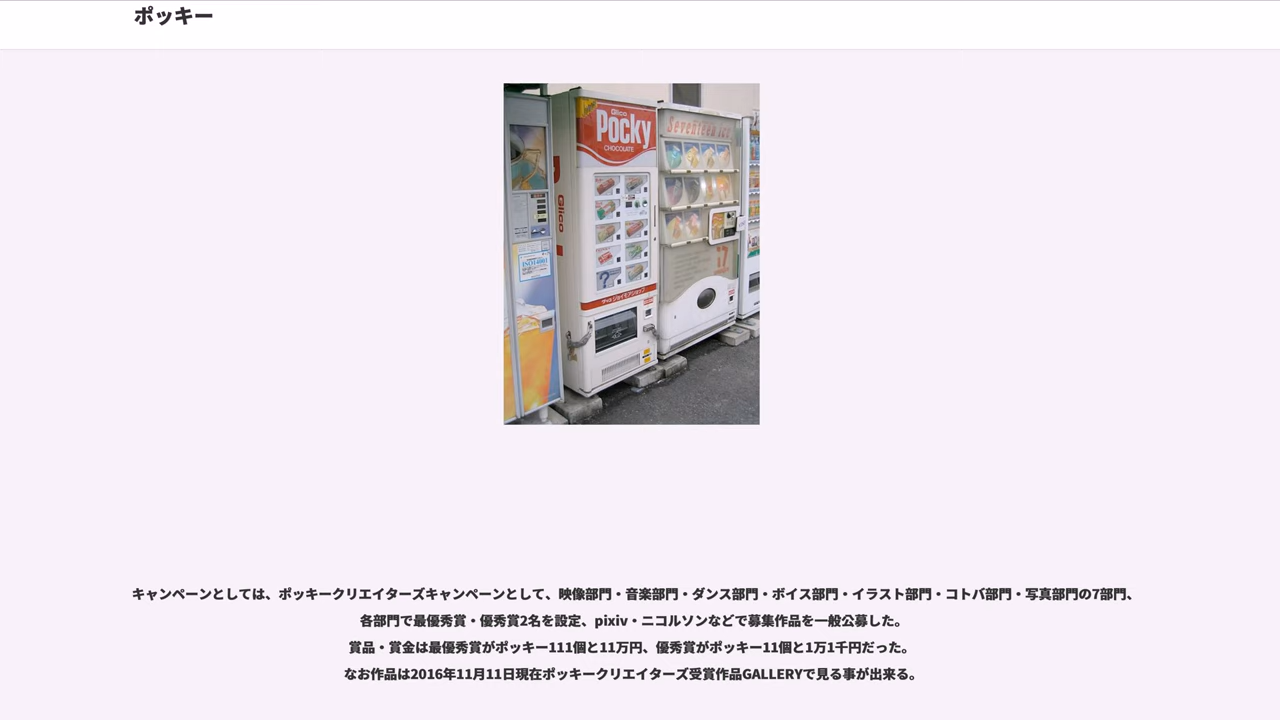 ポッキー
Glico
Pocky
CHOCOLATE
Seventeen ICE
Glico
ISO14001
17
キャンペーンとしては、ポッキークリエイターズキャンペーンとして、映像部門・音楽部門・ダンス部門・ボイス部門・イラスト部門・コトバ部門・写真部門の7部門、
各部門で最優秀賞・優秀賞2名を設定、pixiv・ニコルソンなどで募集作品を一般公募した。
賞品・賞金は最優秀賞がポッキー111個と11万円、優秀賞がポッキー11個と1万1千円だった。
なお作品は2016年11月11日現在ポッキークリエイターズ受賞作品GALLERYで見る事が出来る。